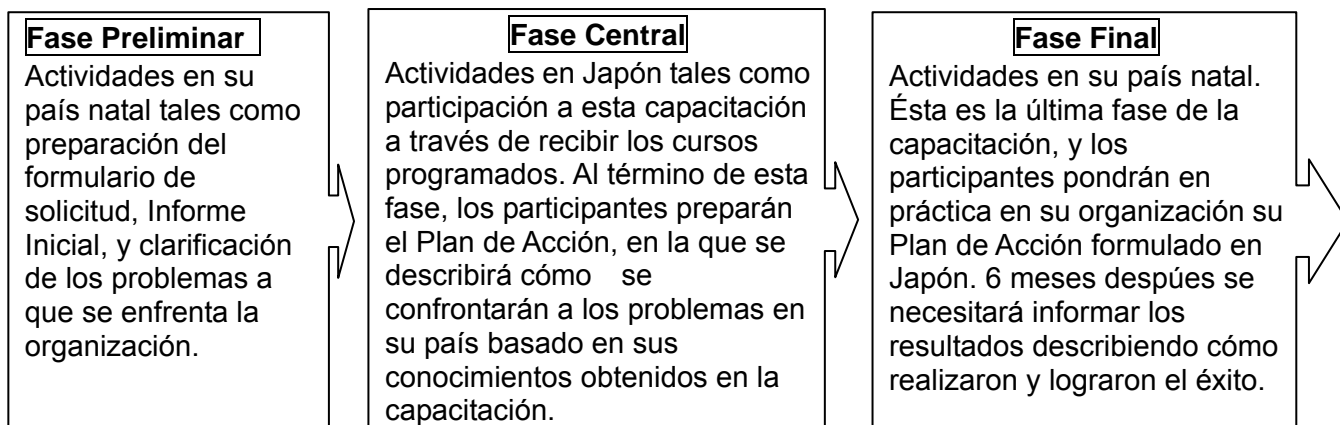 Fase Preliminar
Actividades en su
país natal tales como
preparación del
formulario de
solicitud, Informe
Inicial, y clarificación
de los problemas a
que se enfrenta la
organización.
Fase Central
Actividades en Japón tales como
participación a esta capacitación
a través de recibir los cursos
programados. Al término de esta
fase, los participantes preparán
el Plan de Acción, en la que se
describirá cómo se
confrontarán a los problemas en
su país basado en sus
conocimientos obtenidos en la
capacitación.
Fase Final
Actividades en su país natal.
Ésta es la última fase de la
capacitación, y los
participantes pondrán en
práctica en su organización su
Plan de Acción formulado en
Japón. 6 meses despúes se
necesitará informar los
resultados describiendo cómo
realizaron y lograron el éxito.